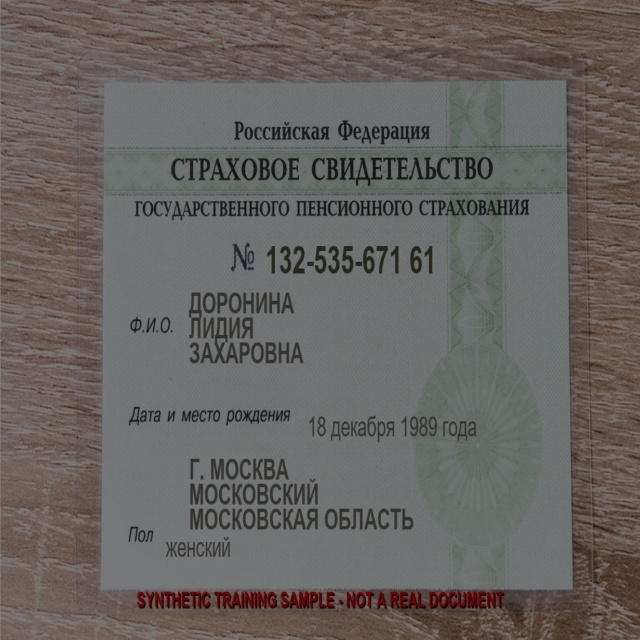 Российская Федерация
СТРАХОВОЕ СВИДЕТЕЛЬСТВО
ГОСУДАРСТВЕННОГО ПЕНСИОННОГО СТРАХОВАНИЯ
№ 132-535-671 61
Ф.И.О. ДОРОНИНА
ЛИДИЯ
ЗАХАРОВНА
Дата и место рождения 18 декабря 1989 года
Г. МОСКВА
МОСКОВСКИЙ
МОСКОВСКАЯ ОБЛАСТЬ
Пол женский
SYNTHETIC TRAINING SAMPLE - NOT A REAL DOCUMENT